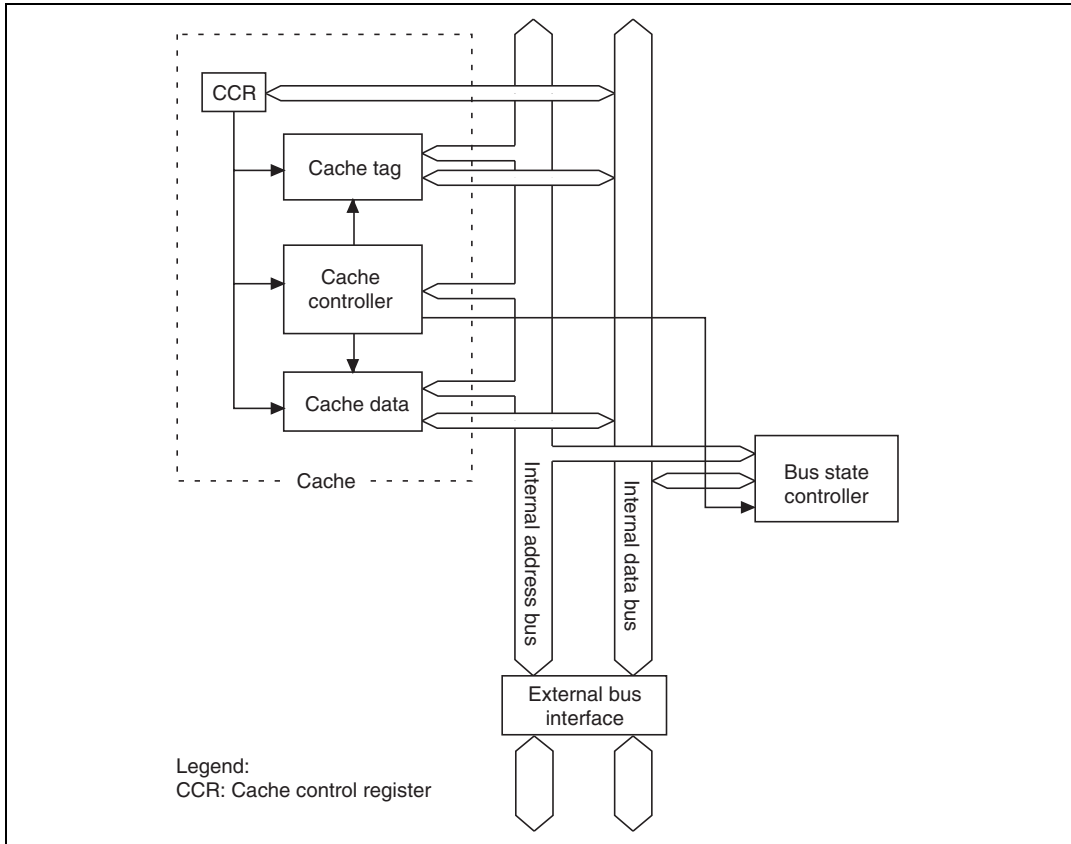 CCR
Cache tag
Cache
controller
Cache data
Cache
Internal address bus
Internal data bus
Bus state
controller
External bus
interface
Legend:
CCR: Cache control register